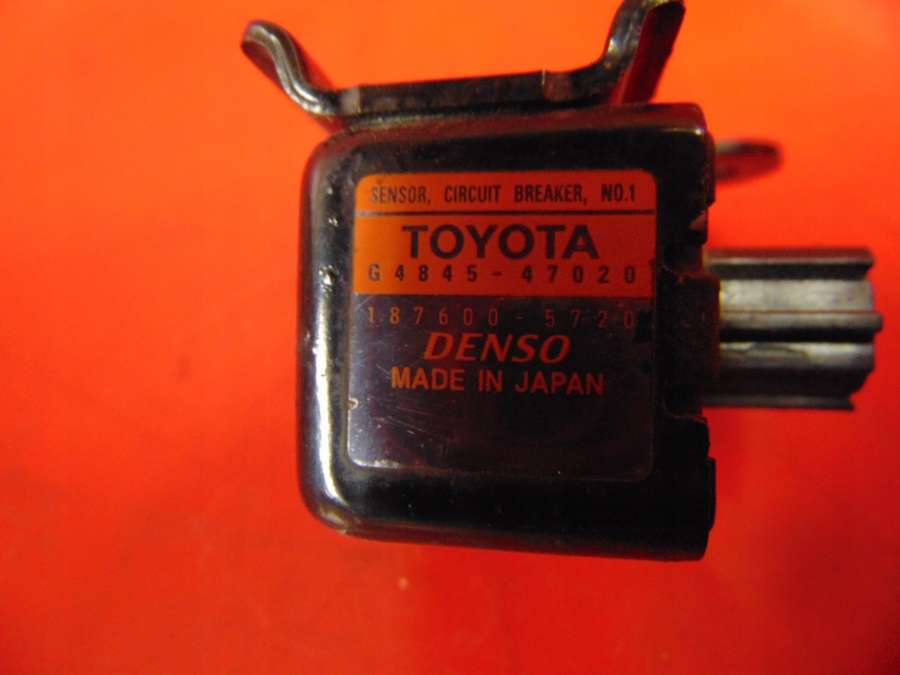 SENSOR, CIRCUIT BREAKER, NO.1
TOYOTA
G4845-47020
187600-5720
DENSO
MADE IN JAPAN